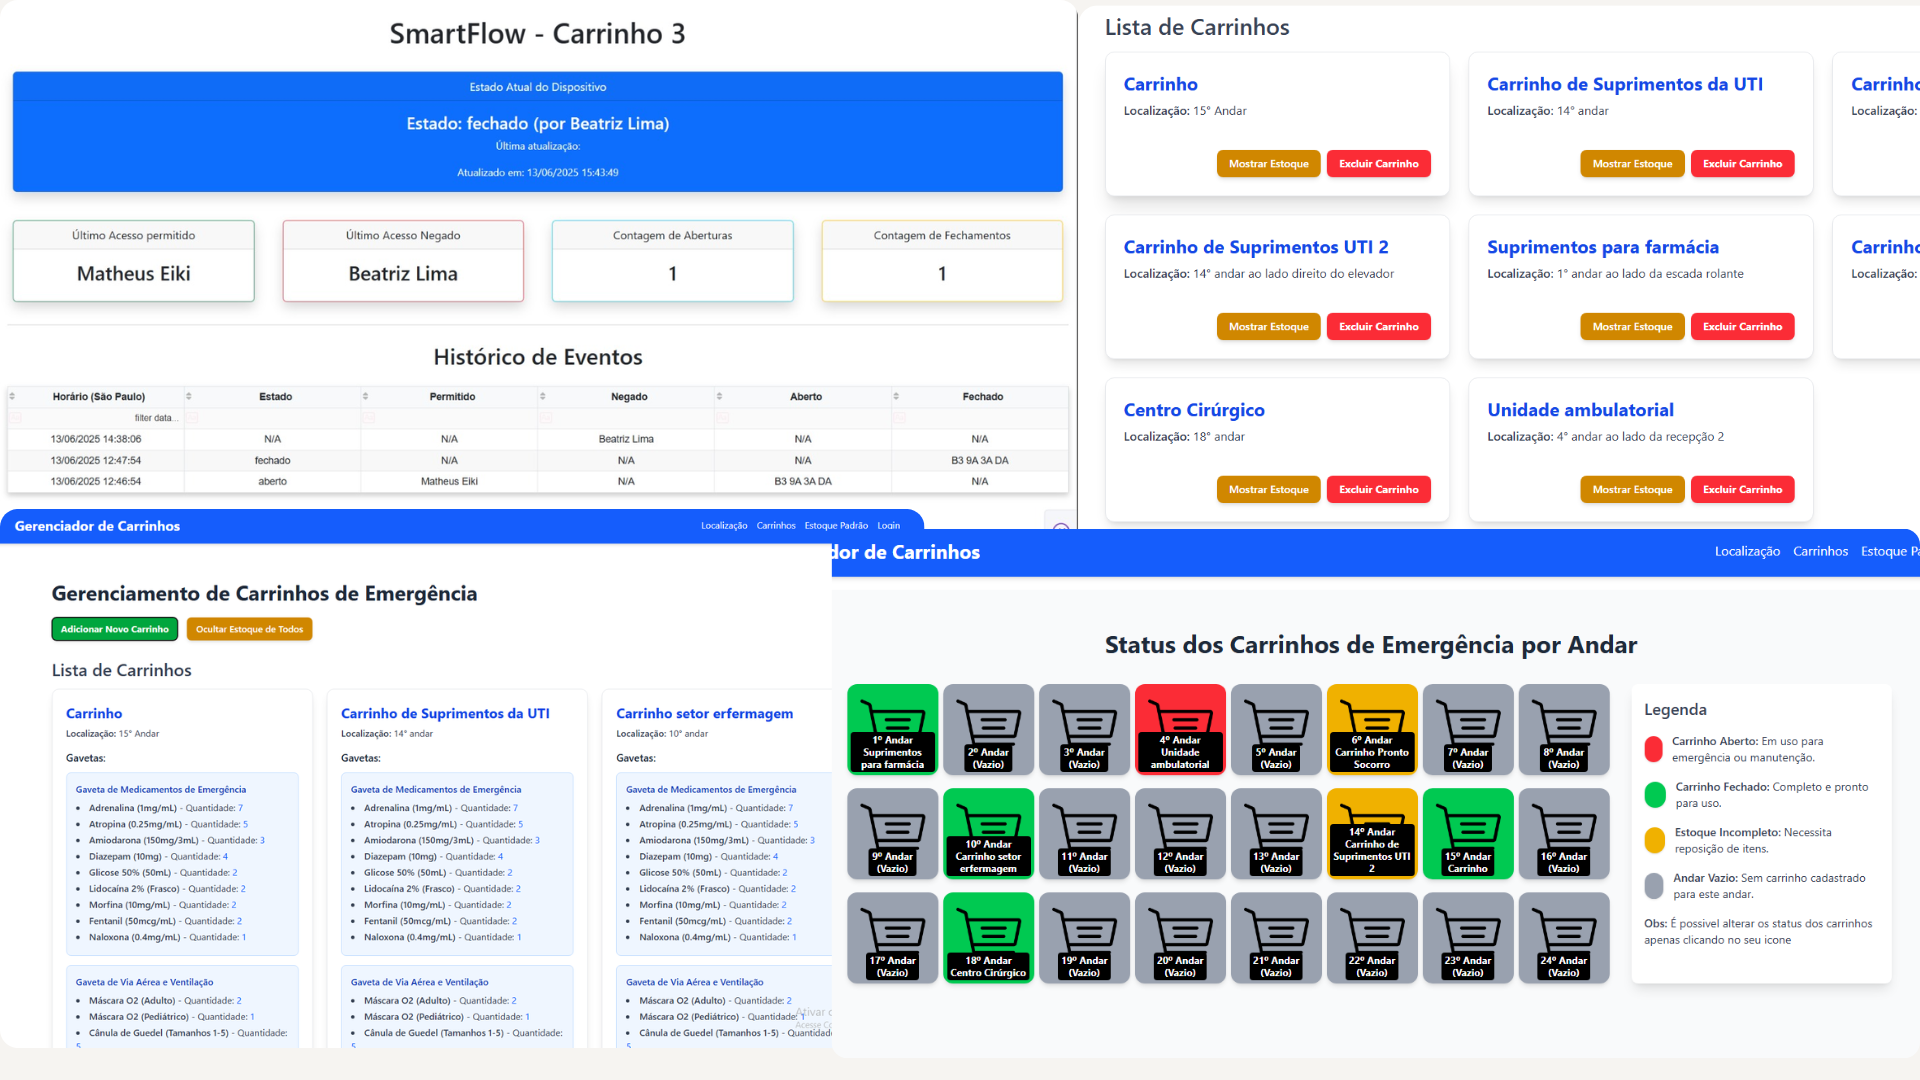 SmartFlow - Carrinho 3
Estado Atual do Dispositivo
Estado: fechado (por Beatriz Lima)
Última atualização:
Atualizado em: 13/06/2025 15:43:49
Último Acesso permitido
Matheus Eiki
Último Acesso Negado
Beatriz Lima
Contagem de Aberturas
1
Contagem de Fechamentos
1
Histórico de Eventos
Horário (São Paulo) Estado Permitido Negado Aberto Fechado
filter data...
13/06/2025 14:38:06 N/A N/A Beatriz Lima N/A N/A
13/06/2025 12:47:54 fechado N/A N/A N/A B3 9A 3A DA
13/06/2025 12:46:54 aberto Matheus Eiki N/A B3 9A 3A DA N/A
Lista de Carrinhos
Carrinho
Localização: 15° Andar
Mostrar Estoque Excluir Carrinho
Carrinho de Suprimentos da UTI
Localização: 14° andar
Mostrar Estoque Excluir Carrinho
Carrinho
Localização:
Carrinho de Suprimentos UTI 2
Localização: 14° andar ao lado direito do elevador
Mostrar Estoque Excluir Carrinho
Suprimentos para farmácia
Localização: 1° andar ao lado da escada rolante
Mostrar Estoque Excluir Carrinho
Carrinho
Localização:
Centro Cirúrgico
Localização: 18° andar
Mostrar Estoque Excluir Carrinho
Unidade ambulatorial
Localização: 4° andar ao lado da recepção 2
Mostrar Estoque Excluir Carrinho
Gerenciador de Carrinhos
Localização Carrinhos Estoque Padrão Login
Gerenciamento de Carrinhos de Emergência
Adicionar Novo Carrinho Ocultar Estoque de Todos
Lista de Carrinhos
Carrinho
Localização: 15° Andar
Gavetas:
Gaveta de Medicamentos de Emergência
Adrenalina (1mg/mL) - Quantidade: 7
Atropina (0.25mg/mL) - Quantidade: 5
Amiodarona (150mg/3mL) - Quantidade: 3
Diazepam (10mg) - Quantidade: 4
Glicose 50% (50mL) - Quantidade: 2
Lidocaína 2% (Frasco) - Quantidade: 2
Morfina (10mg/mL) - Quantidade: 2
Fentanil (50mcg/mL) - Quantidade: 2
Naloxona (0.4mg/mL) - Quantidade: 1
Gaveta de Via Aérea e Ventilação
Máscara O2 (Adulto) - Quantidade: 2
Máscara O2 (Pediátrico) - Quantidade: 1
Cânula de Guedel (Tamanhos 1-5) - Quantidade:
5
Carrinho de Suprimentos da UTI
Localização: 14° andar
Gavetas:
Gaveta de Medicamentos de Emergência
Adrenalina (1mg/mL) - Quantidade: 7
Atropina (0.25mg/mL) - Quantidade: 5
Amiodarona (150mg/3mL) - Quantidade: 3
Diazepam (10mg) - Quantidade: 4
Glicose 50% (50mL) - Quantidade: 2
Lidocaína 2% (Frasco) - Quantidade: 2
Morfina (10mg/mL) - Quantidade: 2
Fentanil (50mcg/mL) - Quantidade: 2
Naloxona (0.4mg/mL) - Quantidade: 1
Gaveta de Via Aérea e Ventilação
Máscara O2 (Adulto) - Quantidade: 2
Máscara O2 (Pediátrico) - Quantidade: 1
Cânula de Guedel (Tamanhos 1-5) - Quantidade:
5
Carrinho setor erfermagem
Localização: 10° andar
Gavetas:
Gaveta de Medicamentos de Emergência
Adrenalina (1mg/mL) - Quantidade: 7
Atropina (0.25mg/mL) - Quantidade: 5
Amiodarona (150mg/3mL) - Quantidade: 3
Diazepam (10mg) - Quantidade: 4
Glicose 50% (50mL) - Quantidade: 2
Lidocaína 2% (Frasco) - Quantidade: 2
Morfina (10mg/mL) - Quantidade: 2
Fentanil (50mcg/mL) - Quantidade: 2
Naloxona (0.4mg/mL) - Quantidade: 1
Gaveta de Via Aérea e Ventilação
Máscara O2 (Adulto) - Quantidade: 2
Máscara O2 (Pediátrico) - Quantidade: 1
Cânula de Guedel (Tamanhos 1-5) - Quantidade
5
Ativar
dor de Carrinhos
Localização Carrinhos Estoque Pa
Status dos Carrinhos de Emergência por Andar
1º Andar
Suprimentos
para farmácia
2º Andar
(Vazio)
3º Andar
(Vazio)
4º Andar
Unidade
ambulatorial
5º Andar
(Vazio)
6º Andar
Carrinho Pronto
Socorro
7º Andar
(Vazio)
8º Andar
(Vazio)
9º Andar
(Vazio)
10º Andar
Carrinho setor
erfermagem
11º Andar
(Vazio)
12º Andar
(Vazio)
13º Andar
(Vazio)
14º Andar
Carrinho de
Suprimentos UTI
2
15º Andar
Carrinho
16º Andar
(Vazio)
17º Andar
(Vazio)
18º Andar
Centro Cirúrgico
19º Andar
(Vazio)
20º Andar
(Vazio)
21º Andar
(Vazio)
22º Andar
(Vazio)
23º Andar
(Vazio)
24º Andar
(Vazio)
Legenda
Carrinho Aberto: Em uso para
emergência ou manutenção.
Carrinho Fechado: Completo e pronto
para uso.
Estoque Incompleto: Necessita
reposição de itens.
Andar Vazio: Sem carrinho cadastrado
para este andar.
Obs: É possivel alterar os status dos carrinhos
apenas clicando no seu icone